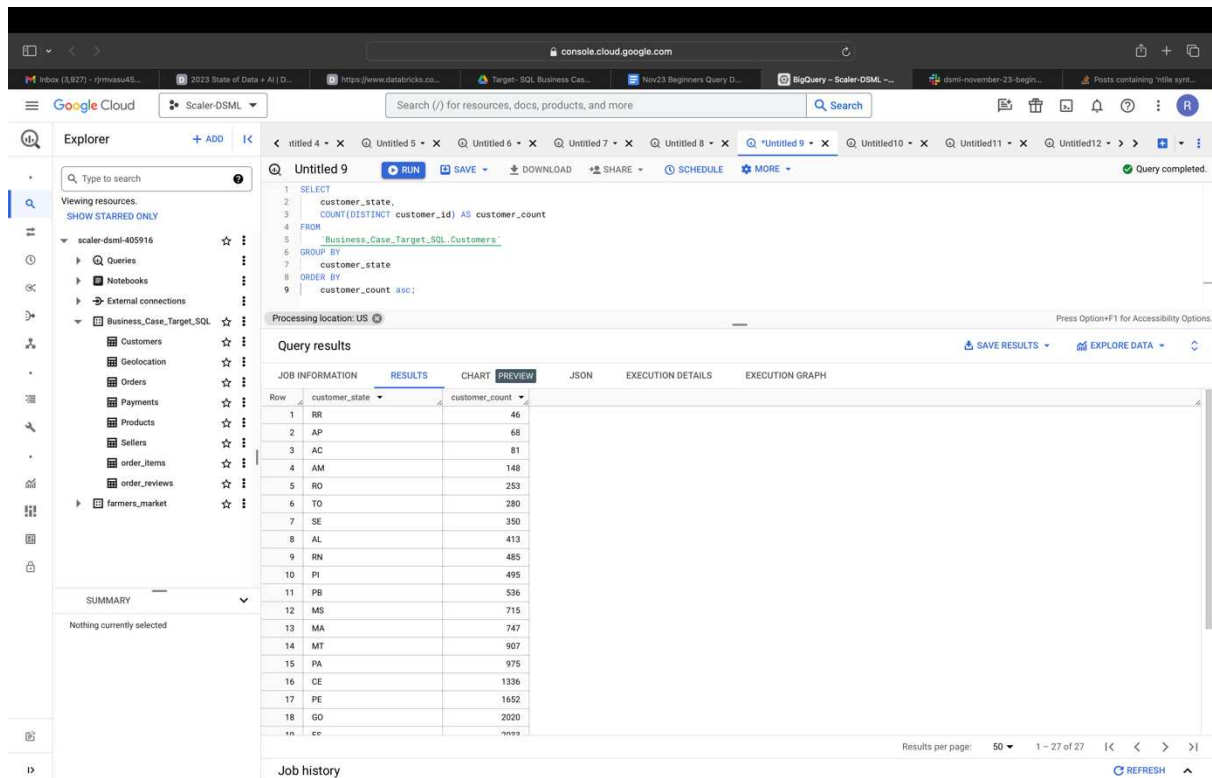 console.cloud.google.com
Inbox (3,927) - rjrmvasu45...
2023 State of Data + AI | D...
https://www.databricks.co...
Target- SQL Business Cas...
Nov23 Beginners Query D...
BigQuery – Scaler-DSML –...
dsml-november-23-begin...
Posts containing 'ntile synt...
Google Cloud
Scaler-DSML
Search (/) for resources, docs, products, and more
Search
R
Explorer
+ ADD
Untitled 5
Untitled 6
Untitled 7
Untitled 8
*Untitled 9
Untitled10
Untitled11
Untitled12
Type to search
Viewing resources.
SHOW STARRED ONLY
scaler-dsml-405916
Queries
Notebooks
External connections
Business_Case_Target_SQL
Customers
Geolocation
Orders
Payments
Products
Sellers
order_items
order_reviews
farmers_market
SUMMARY
Nothing currently selected
Untitled 9
RUN
SAVE
DOWNLOAD
SHARE
SCHEDULE
MORE
Query completed.
1 SELECT
2 customer_state,
3 COUNT(DISTINCT customer_id) AS customer_count
4 FROM
5 `Business_Case_Target_SQL.Customers`
6 GROUP BY
7 customer_state
8 ORDER BY
9 customer_count asc;
Processing location: US
Press Option+F1 for Accessibility Options.
Query results
SAVE RESULTS
EXPLORE DATA
JOB INFORMATION RESULTS CHART PREVIEW JSON EXECUTION DETAILS EXECUTION GRAPH
Row customer_state customer_count
1 RR 46
2 AP 68
3 AC 81
4 AM 148
5 RO 253
6 TO 280
7 SE 350
8 AL 413
9 RN 485
10 PI 495
11 PB 536
12 MS 715
13 MA 747
14 MT 907
15 PA 975
16 CE 1336
17 PE 1652
18 GO 2020
19 ES 2033
Results per page: 50 1 – 27 of 27
Job history
REFRESH